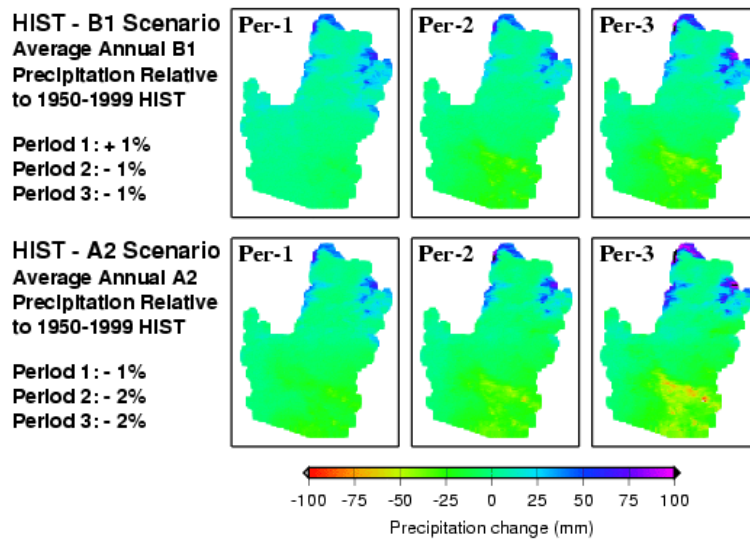 HIST - B1 Scenario
Average Annual B1
Precipitation Relative
to 1950-1999 HIST
Period 1: + 1%
Period 2: - 1%
Period 3: - 1%
Per-1
Per-2
Per-3
HIST - A2 Scenario
Average Annual A2
Precipitation Relative
to 1950-1999 HIST
Period 1: - 1%
Period 2: - 2%
Period 3: - 2%
Per-1
Per-2
Per-3
-100 -75 -50 -25 0 25 50 75 100
Precipitation change (mm)